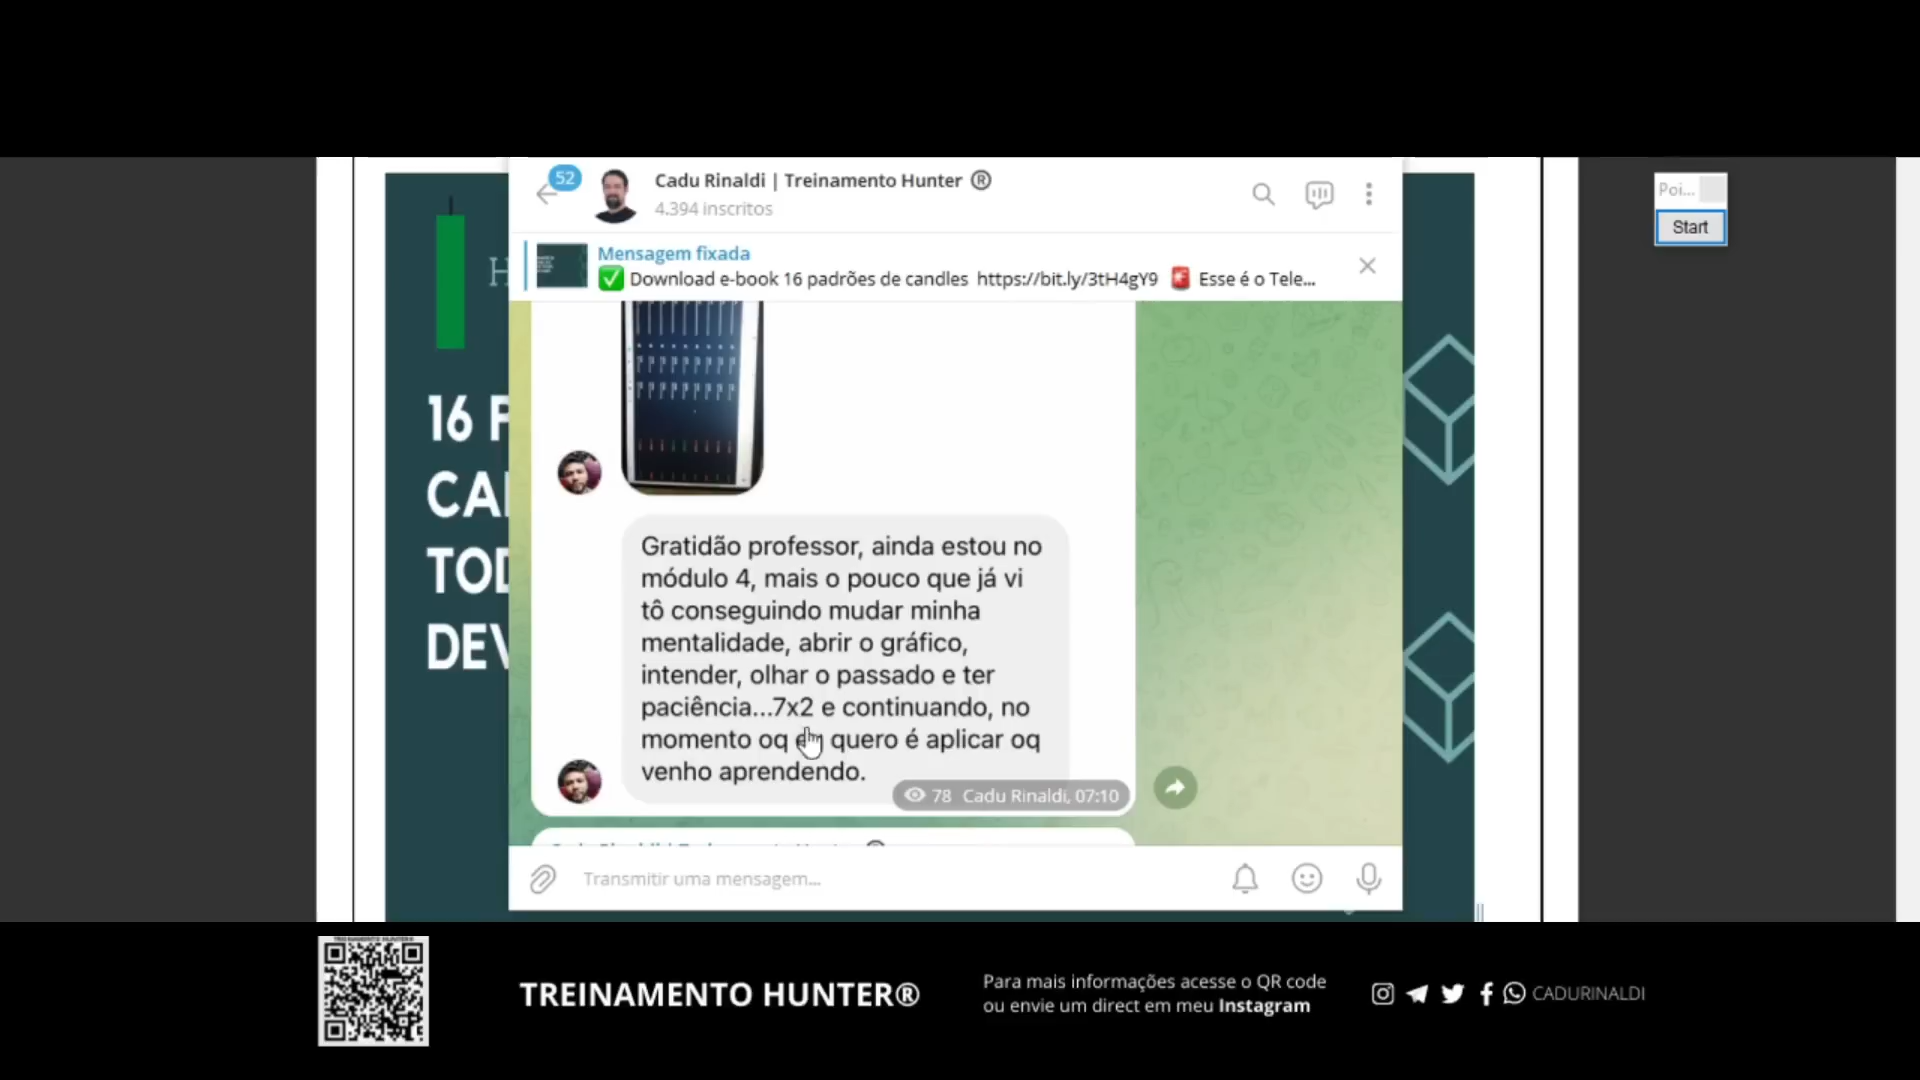 52
Cadu Rinaldi | Treinamento Hunter ®
4.394 inscritos
Poi...
Start
Mensagem fixada
✅ Download e-book 16 padrões de candles https://bit.ly/3tH4gY9 🚨 Esse é o Tele...
H
16 P
CA
TOD
DEV
Gratidão professor, ainda estou no
módulo 4, mais o pouco que já vi
tô conseguindo mudar minha
mentalidade, abrir o gráfico,
intender, olhar o passado e ter
paciência...7x2 e continuando, no
momento oq quero é aplicar oq
venho aprendendo.
78 Cadu Rinaldi, 07:10
Transmitir uma mensagem...
TREINAMENTO HUNTER®
Para mais informações acesse o QR code
ou envie um direct em meu Instagram
CADURINALDI